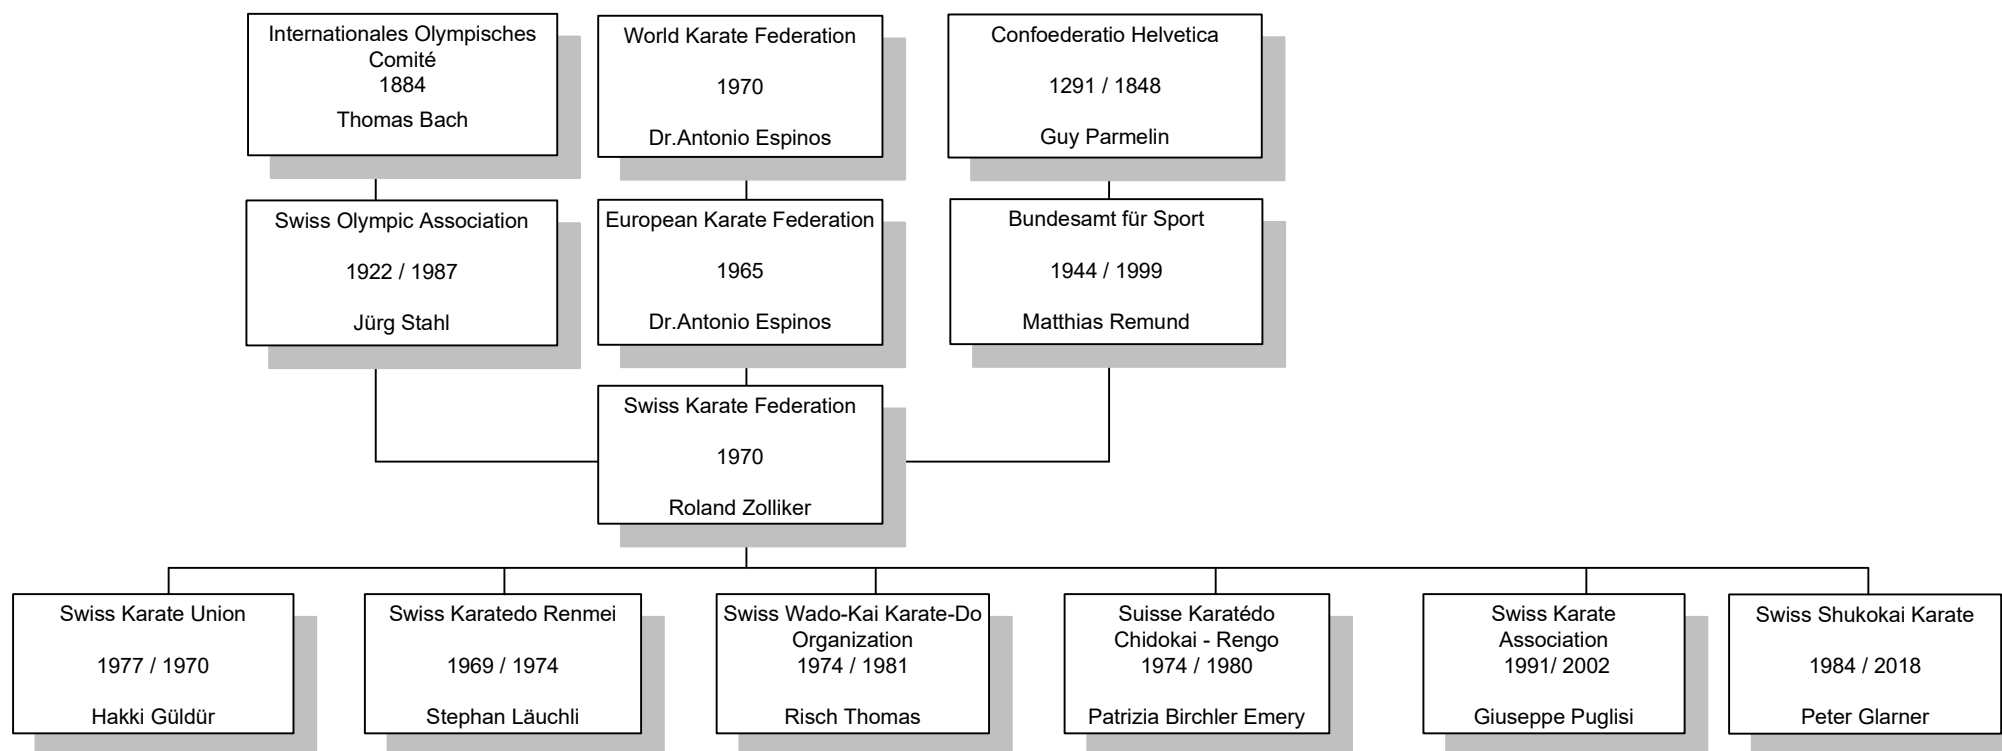 Internationales Olympisches
Comité
1884
Thomas Bach
World Karate Federation
1970
Dr.Antonio Espinos
Confoederatio Helvetica
1291 / 1848
Guy Parmelin
Swiss Olympic Association
1922 / 1987
Jürg Stahl
European Karate Federation
1965
Dr.Antonio Espinos
Bundesamt für Sport
1944 / 1999
Matthias Remund
Swiss Karate Federation
1970
Roland Zolliker
Swiss Karate Union
1977 / 1970
Hakki Güldür
Swiss Karatedo Renmei
1969 / 1974
Stephan Läuchli
Swiss Wado-Kai Karate-Do
Organization
1974 / 1981
Risch Thomas
Suisse Karatédo
Chidokai - Rengo
1974 / 1980
Patrizia Birchler Emery
Swiss Karate
Association
1991/ 2002
Giuseppe Puglisi
Swiss Shukokai Karate
1984 / 2018
Peter Glarner